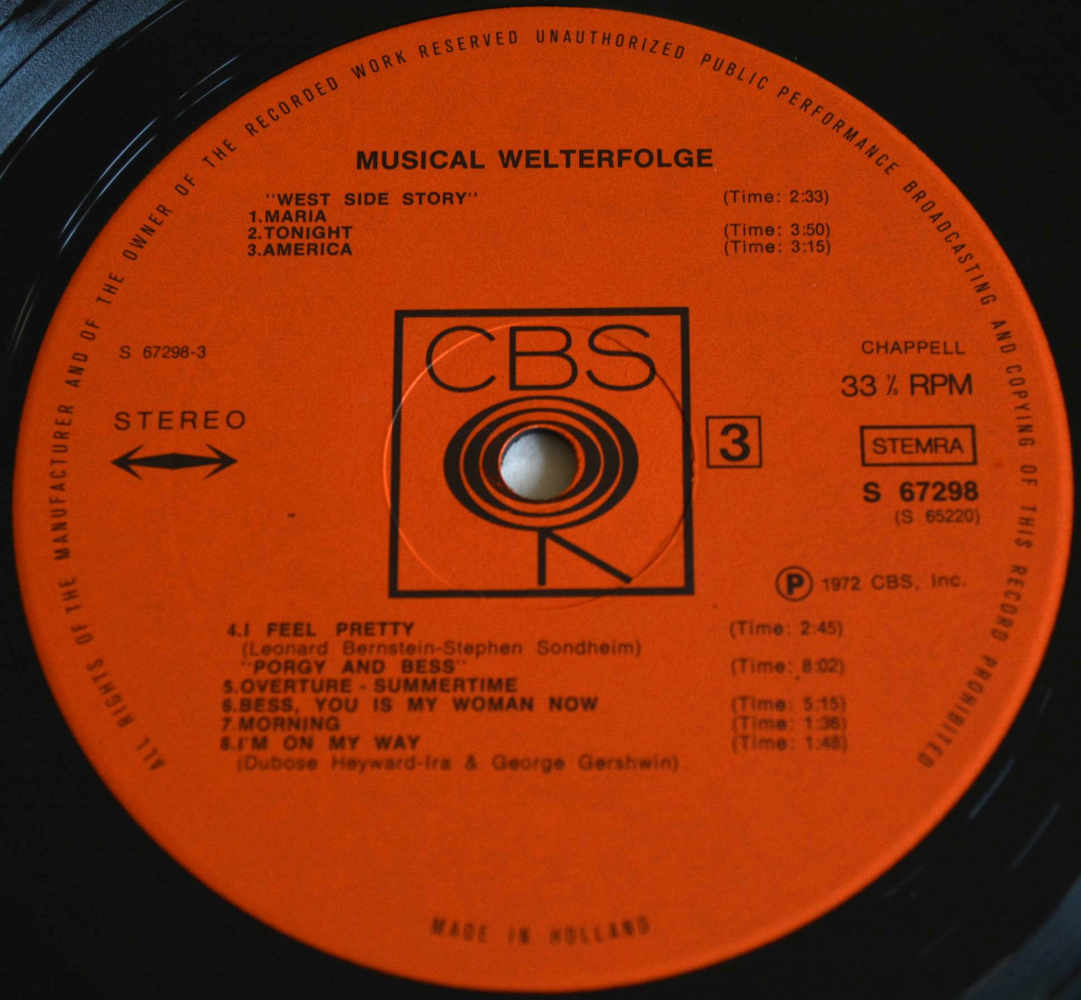 ALL RIGHTS OF THE MANUFACTURER AND OF THE OWNER OF THE RECORDED WORK RESERVED UNAUTHORIZED PUBLIC PERFORMANCE BROADCASTING AND COPYING OF THIS RECORD PROHIBITED
MUSICAL WELTERFOLGE
"WEST SIDE STORY" (Time: 2:33)
1.MARIA
2.TONIGHT (Time: 3:50)
3.AMERICA (Time: 3:15)
CBS
S 67298-3
CHAPPELL
33 ⅓ RPM
STEREO
3
STEMRA
S 67298
(S 65220)
Ⓟ 1972 CBS, Inc.
4.I FEEL PRETTY (Time: 2:45)
(Leonard Bernstein-Stephen Sondheim)
"PORGY AND BESS" (Time: 8:02)
5.OVERTURE - SUMMERTIME
6.BESS, YOU IS MY WOMAN NOW (Time: 5:15)
7.MORNING (Time: 1:36)
8.I'M ON MY WAY (Time: 1:48)
(Dubose Heyward-Ira & George Gershwin)
MADE IN HOLLAND